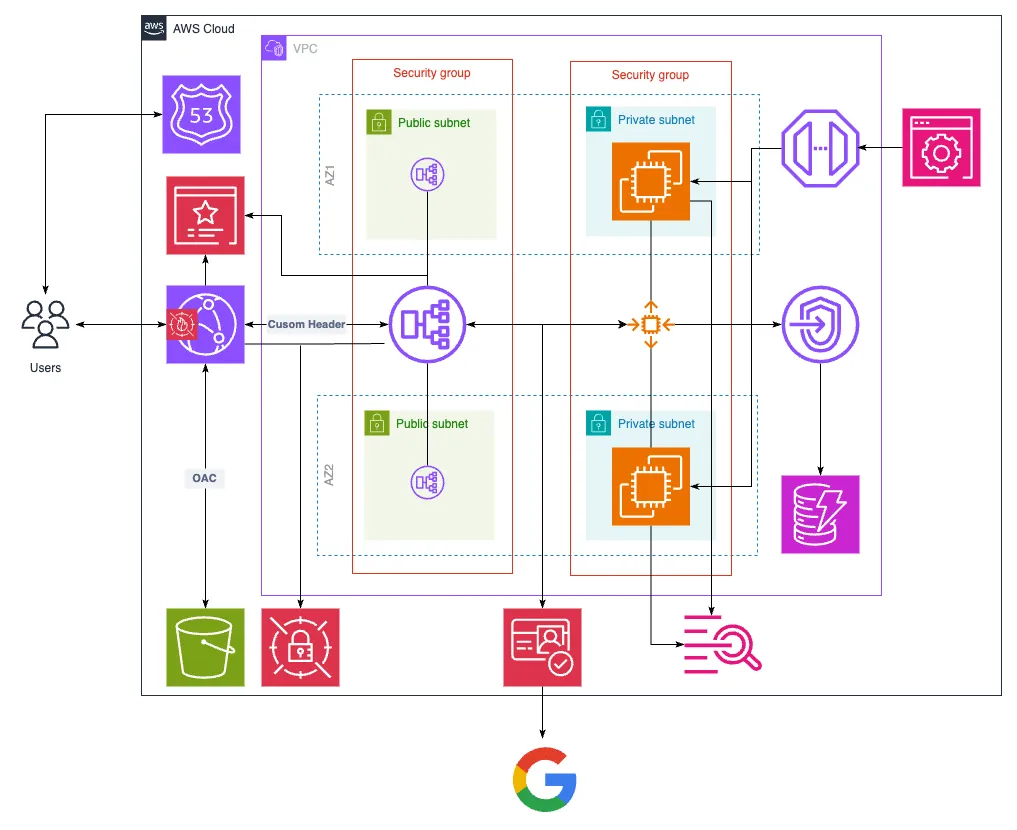 aws
AWS Cloud
VPC
Security group
Security group
Public subnet
Private subnet
53
AZ1
Cusom Header
Users
Public subnet
Private subnet
AZ2
OAC